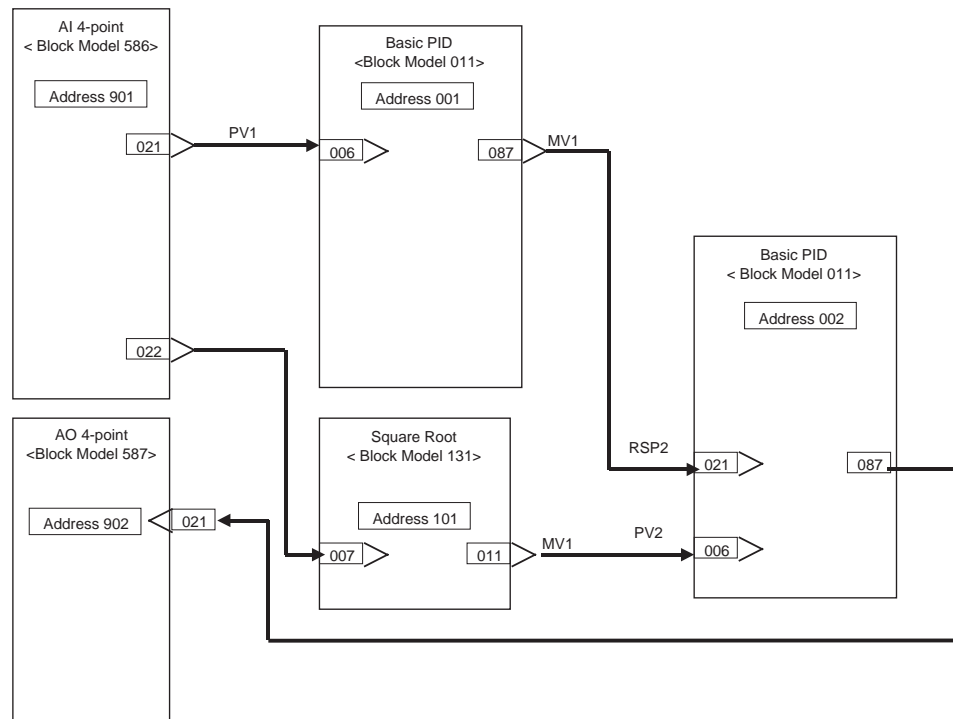 AI 4-point
< Block Model 586>
Address 901
021
022
PV1
Basic PID
<Block Model 011>
Address 001
006
087
MV1
Basic PID
< Block Model 011>
Address 002
RSP2
021
087
PV2
006
AO 4-point
<Block Model 587>
Address 902
021
Square Root
< Block Model 131>
Address 101
007
011
MV1